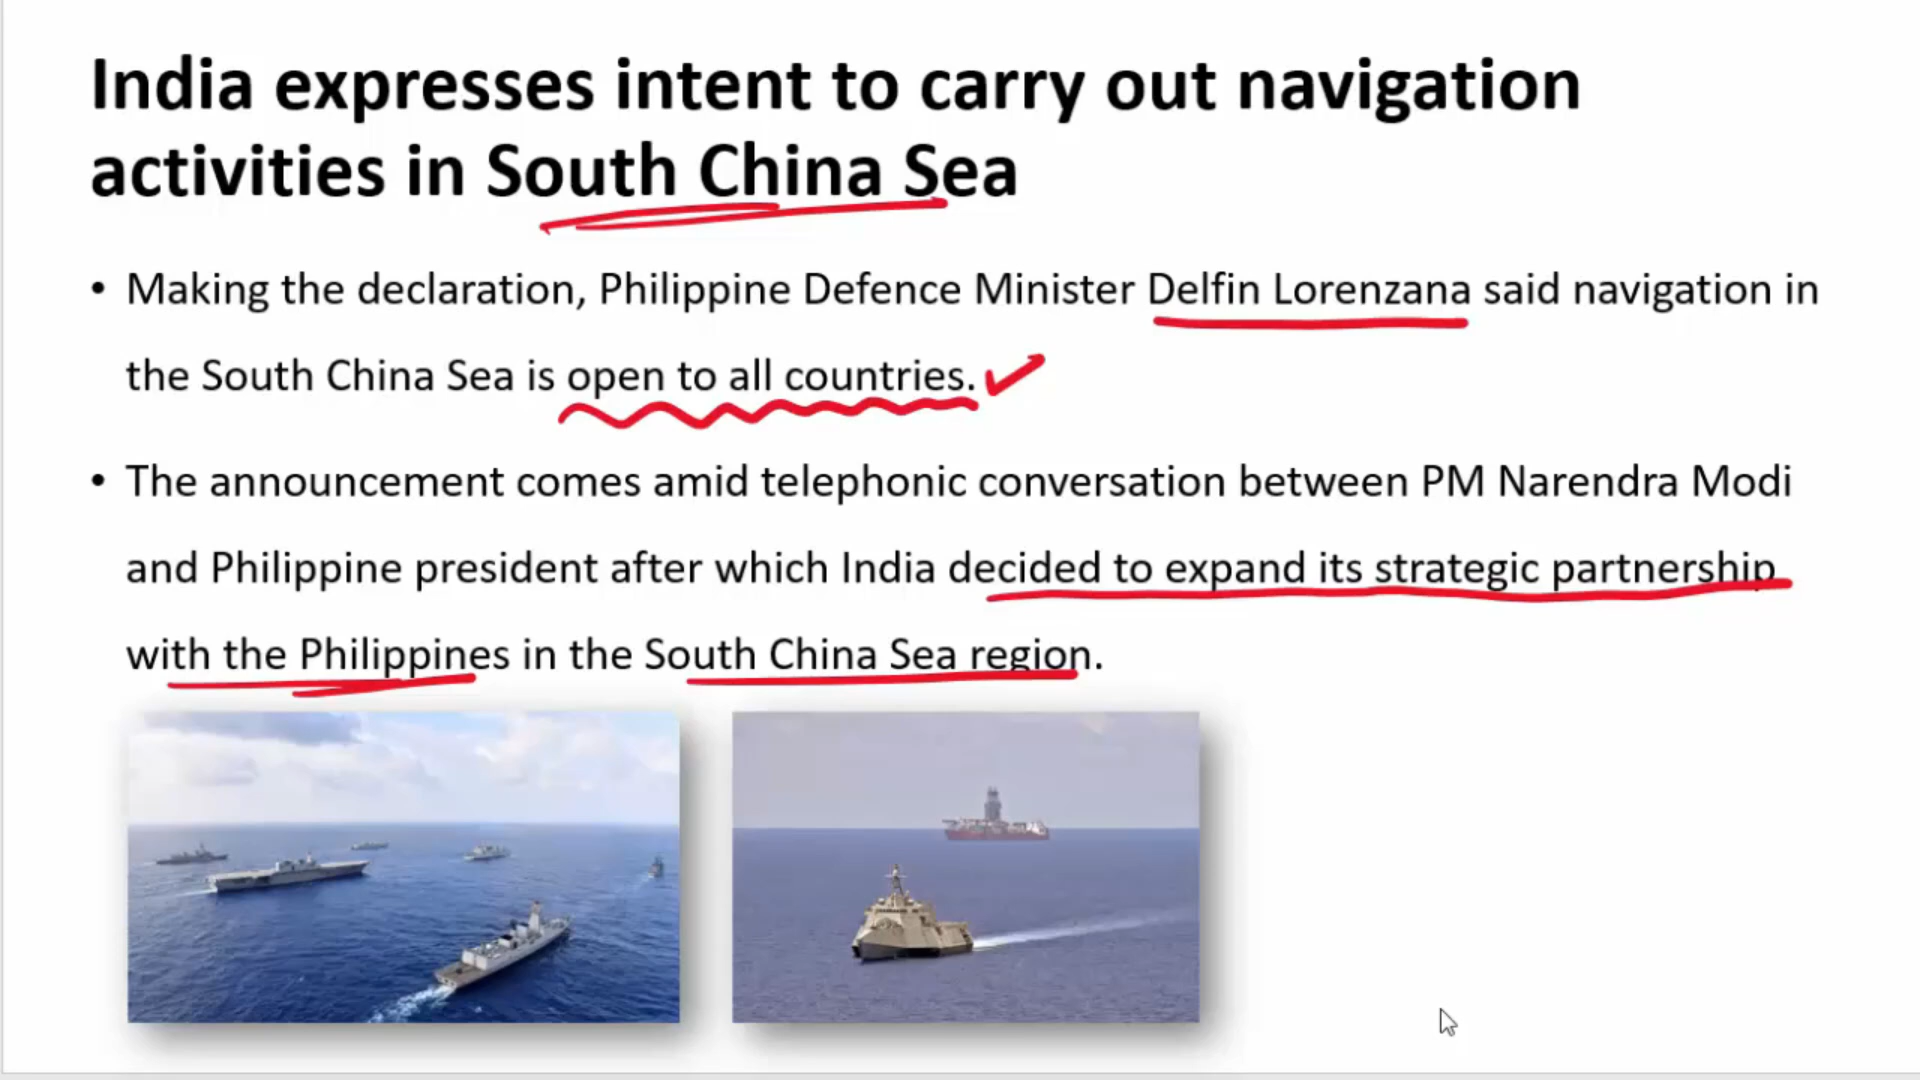 India expresses intent to carry out navigation
activities in South China Sea
• Making the declaration, Philippine Defence Minister Delfin Lorenzana said navigation in
the South China Sea is open to all countries.
• The announcement comes amid telephonic conversation between PM Narendra Modi
and Philippine president after which India decided to expand its strategic partnership
with the Philippines in the South China Sea region.